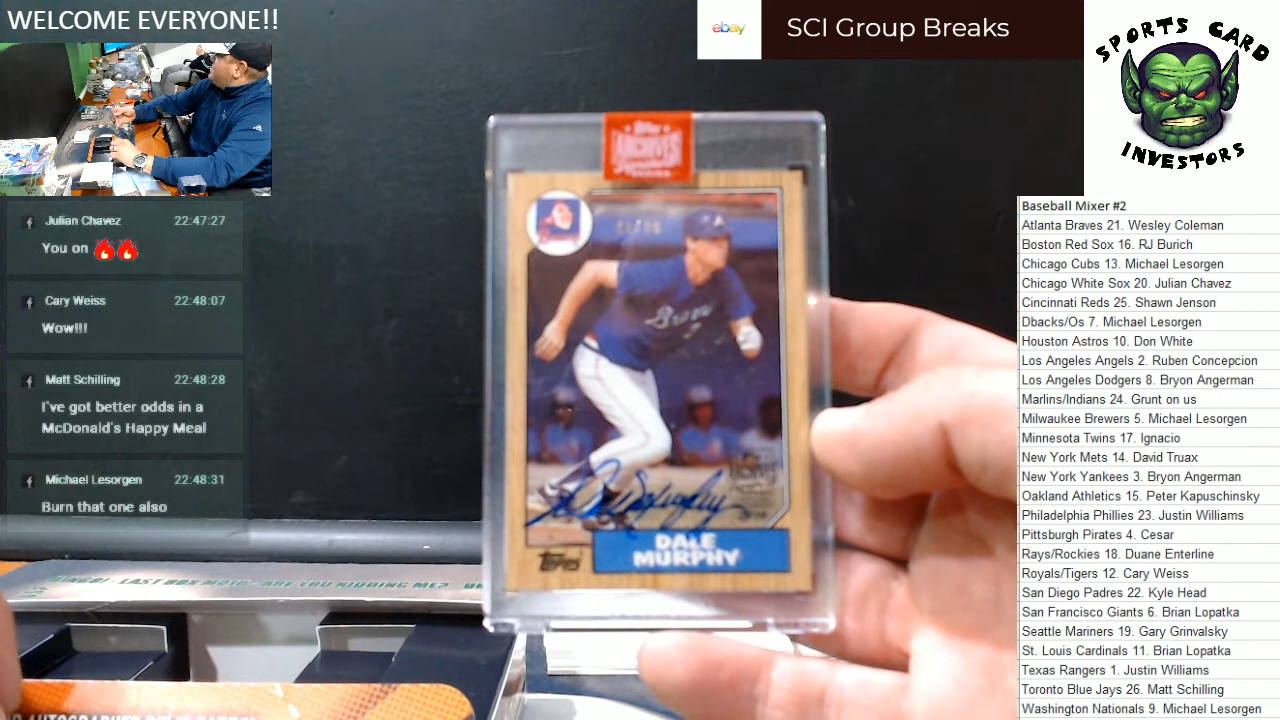 WELCOME EVERYONE!!
ebay
SCI Group Breaks
SPORTS CARD
INVESTORS
Julian Chavez 22:47:27
You on 🔥🔥
Cary Weiss 22:48:07
Wow!!!
Matt Schilling 22:48:28
I've got better odds in a
McDonald's Happy Meal
Michael Lesorgen 22:48:31
Burn that one also
Topps
ARCHIVES
Braves
Dale Murphy
DALE
MURPHY
Topps
Baseball Mixer #2
Atlanta Braves 21. Wesley Coleman
Boston Red Sox 16. RJ Burich
Chicago Cubs 13. Michael Lesorgen
Chicago White Sox 20. Julian Chavez
Cincinnati Reds 25. Shawn Jenson
Dbacks/Os 7. Michael Lesorgen
Houston Astros 10. Don White
Los Angeles Angels 2. Ruben Concepcion
Los Angeles Dodgers 8. Bryon Angerman
Marlins/Indians 24. Grunt on us
Milwaukee Brewers 5. Michael Lesorgen
Minnesota Twins 17. Ignacio
New York Mets 14. David Truax
New York Yankees 3. Bryon Angerman
Oakland Athletics 15. Peter Kapuschinsky
Philadelphia Phillies 23. Justin Williams
Pittsburgh Pirates 4. Cesar
Rays/Rockies 18. Duane Enterline
Royals/Tigers 12. Cary Weiss
San Diego Padres 22. Kyle Head
San Francisco Giants 6. Brian Lopatka
Seattle Mariners 19. Gary Grinvalsky
St. Louis Cardinals 11. Brian Lopatka
Texas Rangers 1. Justin Williams
Toronto Blue Jays 26. Matt Schilling
Washington Nationals 9. Michael Lesorgen